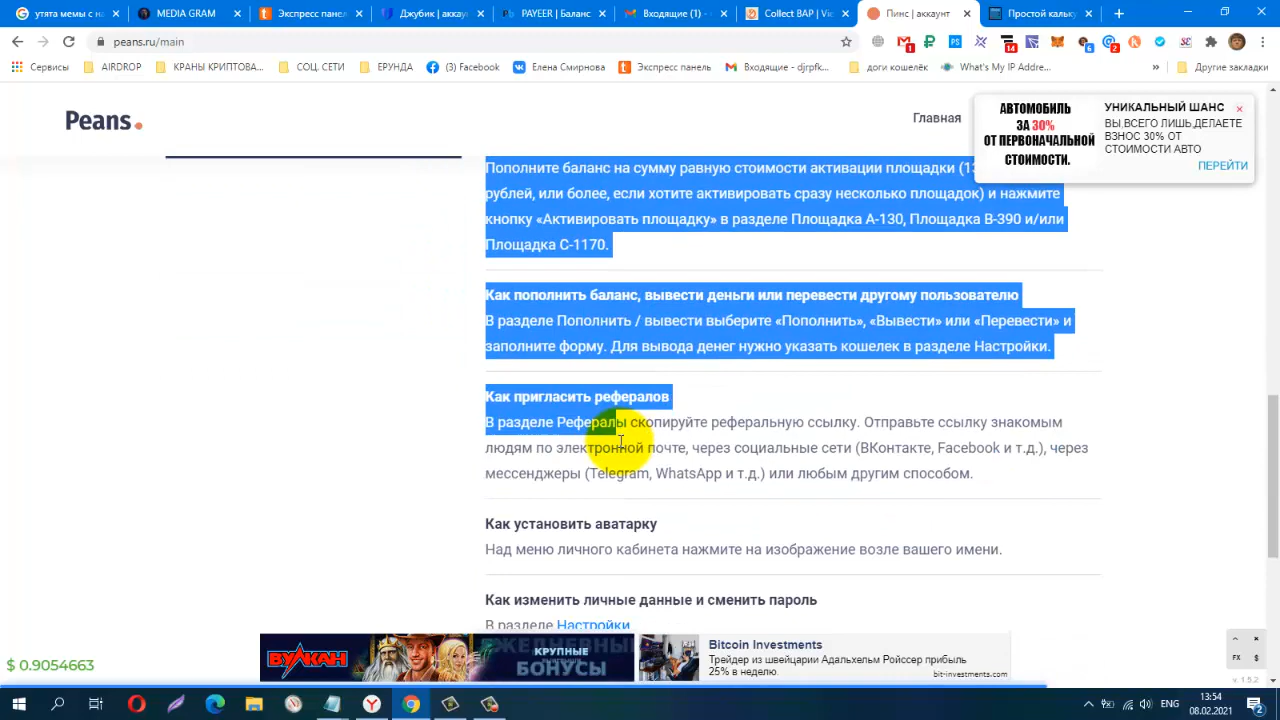 утята мемы с на
MEDIA GRAM
Экспресс панель
Джубик | аккау
PAYEER | Баланс
Входящие (1) -
Collect BAP | Vic
Пинс | аккаунт
Простой кальку
peans.ru/main
Сервисы
AIRDROP
КРАНЫ КРИПТОВА...
СОЦ. СЕТИ
ЕРУНДА
(3) Facebook
Елена Смирнова
Экспресс панель
Входящие - djrpfk...
доги кошелёк
What's My IP Addre...
Другие закладки
Peans.
Главная
АВТОМОБИЛЬ
ЗА 30%
ОТ ПЕРВОНАЧАЛЬНОЙ
СТОИМОСТИ.
УНИКАЛЬНЫЙ ШАНС
ВЫ,ВСЕГО ЛИШЬ,ДЕЛАЕТЕ
ВЗНОС 30% ОТ
СТОИМОСТИ АВТО
ПЕРЕЙТИ
Пополните баланс на сумму равную стоимости активации площадки
рублей, или более, если хотите активировать сразу несколько площадок) и нажмите
кнопку «Активировать площадку» в разделе Площадка A-130, Площадка B-390 и/или
Площадка C-1170.
Как пополнить баланс, вывести деньги или перевести другому пользователю
В разделе Пополнить / вывести выберите «Пополнить», «Вывести» или «Перевести» и
заполните форму. Для вывода денег нужно указать кошелек в разделе Настройки.
Как пригласить рефералов
В разделе Рефералы скопируйте реферальную ссылку. Отправьте ссылку знакомым
людям по электронной почте, через социальные сети (ВКонтакте, Facebook и т.д.), через
мессенджеры (Telegram, WhatsApp и т.д.) или любым другим способом.
Как установить аватарку
Над меню личного кабинета нажмите на изображение возле вашего имени.
Как изменить личные данные и сменить пароль
В разделе Настройки.
ВУЛКАН
ЕЖЕДНЕВНЫЕ
КРУПНЫЕ
БОНУСЫ
Bitcoin Investments
Трейдер из швейцарии Адальхельм Ройссер прибыль
25% в неделю.
bit-investments.com
$ 0.9054663
FX $
v. 1.5.2
ENG
13:54
08.02.2021